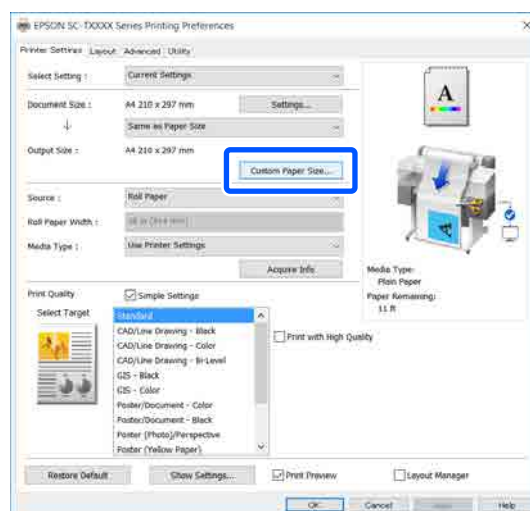 EPSON SC-TXXXX Series Printing Preferences
Printer Settings Layout Advanced Utility
Select Setting : Current Settings
Document Size : A4 210 x 297 mm Settings...
Same as Paper Size
Output Size : A4 210 x 297 mm
Custom Paper Size...
Source : Roll Paper
Roll Paper Width :
Media Type : Use Printer Settings
Acquire Info
A
Media Type:
Plain Paper
Paper Remaining:
11 ft
Print Quality Simple Settings
Select Target
Standard
CAD/Line Drawing - Black
CAD/Line Drawing - Color
CAD/Line Drawing - Bi-Level
GIS - Black
GIS - Color
Poster/Document - Color
Poster/Document - Black
Poster (Photo)/Perspective
Poster (Yellow Paper)
Print with High Quality
Restore Default Show Settings... Print Preview Layout Manager
OK Cancel Help